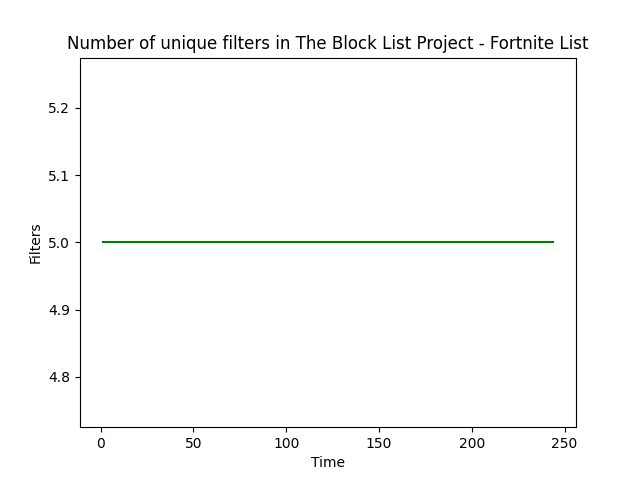 Number of unique filters in The Block List Project - Fortnite List
5.2
5.1
5.0
4.9
4.8
Filters
0 50 100 150 200 250
Time